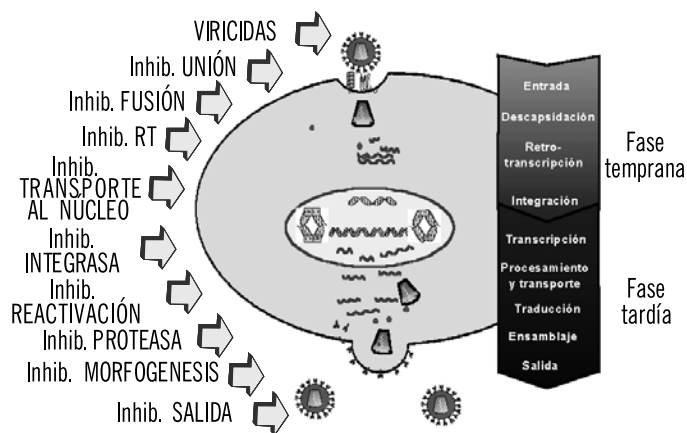 VIRICIDAS
Inhib. UNIÓN
Inhib. FUSIÓN
Inhib. RT
Inhib.
TRANSPORTE
AL NÚCLEO
Inhib.
INTEGRASA
Inhib.
REACTIVACIÓN
Inhib. PROTEASA
Inhib. MORFOGENESIS
Inhib. SALIDA
Entrada
Descapsidación
Retro-
transcripción
Integración
Transcripción
Procesamiento
y transporte
Traducción
Ensamblaje
Salida
Fase
temprana
Fase
tardía